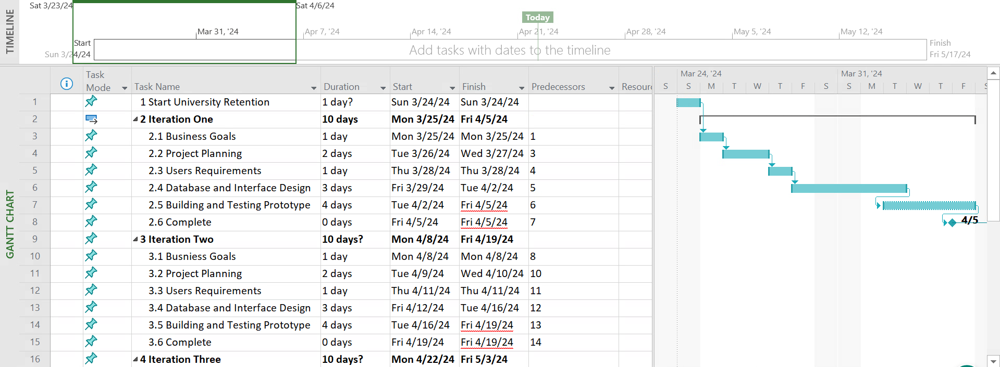 TIMELINE
Sat 3/23/24 Sat 4/6/24
Today
Mar 31, '24 Apr 7, '24 Apr 14, '24 Apr 21, '24 Apr 28, '24 May 5, '24 May 12, '24
Start Finish
Sun 3/24/24 Add tasks with dates to the timeline Fri 5/17/24
GANTT CHART
Task Mode Task Name Duration Start Finish Predecessors Resour
Mar 24, '24 Mar 31, '24
S S M T W T F S S M T W T F S
1 1 Start University Retention 1 day? Sun 3/24/24 Sun 3/24/24
2 2 Iteration One 10 days Mon 3/25/24 Fri 4/5/24
3 2.1 Business Goals 1 day Mon 3/25/24 Mon 3/25/24 1
4 2.2 Project Planning 2 days Tue 3/26/24 Wed 3/27/24 3
5 2.3 Users Requirements 1 day Thu 3/28/24 Thu 3/28/24 4
6 2.4 Database and Interface Design 3 days Fri 3/29/24 Tue 4/2/24 5
7 2.5 Building and Testing Prototype 4 days Tue 4/2/24 Fri 4/5/24 6
8 2.6 Complete 0 days Fri 4/5/24 Fri 4/5/24 7 4/5
9 3 Iteration Two 10 days? Mon 4/8/24 Fri 4/19/24
10 3.1 Busniess Goals 1 day Mon 4/8/24 Mon 4/8/24 8
11 3.2 Project Planning 2 days Tue 4/9/24 Wed 4/10/24 10
12 3.3 Users Requirements 1 day Thu 4/11/24 Thu 4/11/24 11
13 3.4 Database and Interface Design 3 days Fri 4/12/24 Tue 4/16/24 12
14 3.5 Building and Testing Prototype 4 days Tue 4/16/24 Fri 4/19/24 13
15 3.6 Complete 0 days Fri 4/19/24 Fri 4/19/24 14
16 4 Iteration Three 10 days? Mon 4/22/24 Fri 5/3/24